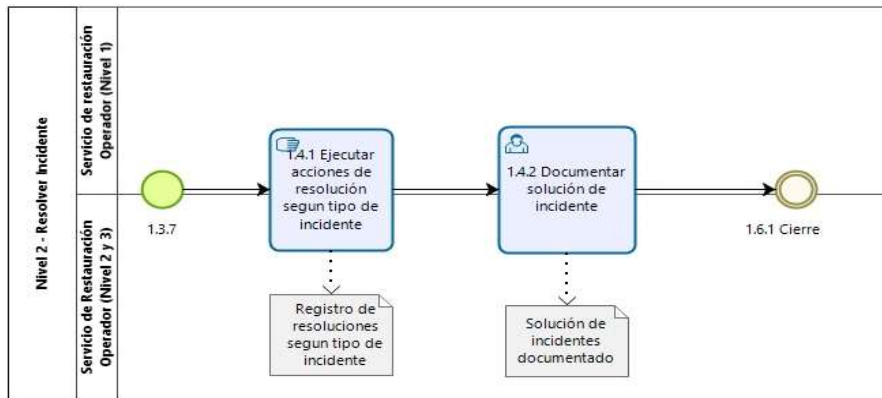 Nivel 2 - Resolver Incidente
Servicio de restauración
Operador (Nivel 1)
Servicio de Restauración
Operador (Nivel 2 y 3)
1.3.7
1.4.1 Ejecutar
acciones de
resolución
segun tipo de
incidente
1.4.2 Documentar
solución de
incidente
1.6.1 Cierre
Registro de
resoluciones
segun tipo de
incidente
Solución de
incidentes
documentado